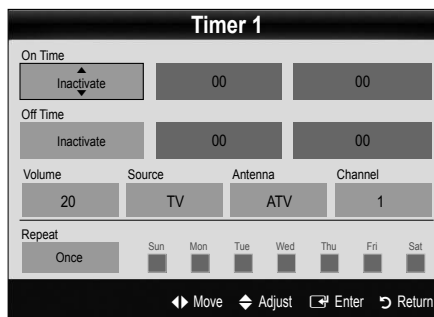 Timer 1
On Time
Inactivate 00 00
Off Time
Inactivate 00 00
Volume Source Antenna Channel
20 TV ATV 1
Repeat
Once Sun Mon Tue Wed Thu Fri Sat
Move Adjust Enter Return